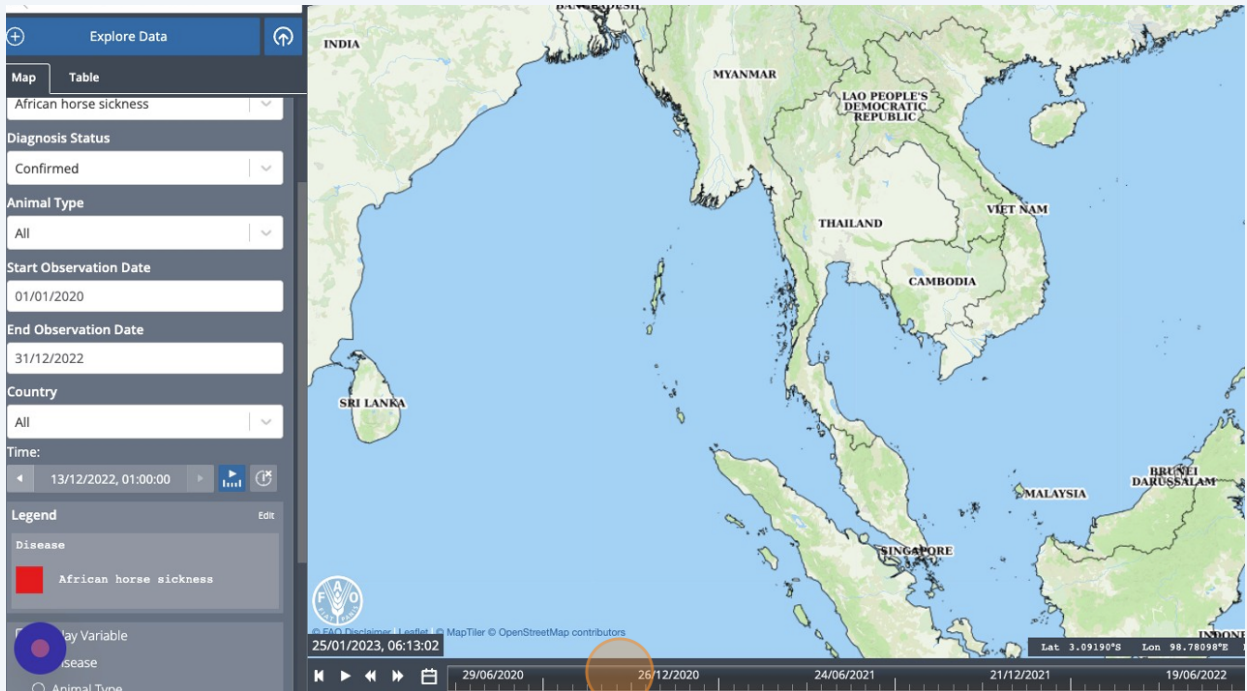 Explore Data
Map
Table
African horse sickness
Diagnosis Status
Confirmed
Animal Type
All
Start Observation Date
01/01/2020
End Observation Date
31/12/2022
Country
All
Time:
13/12/2022, 01:00:00
Legend
Edit
Disease
African horse sickness
lay Variable
isease
Animal Type
BANGLADESH
INDIA
MYANMAR
LAO PEOPLE'S
DEMOCRATIC
REPUBLIC
THAILAND
VIET NAM
CAMBODIA
SRI LANKA
BRUNEI
DARUSSALAM
MALAYSIA
SINGAPORE
INDONE
F A O
FIAT PANIS
© FAO Disclaimer | Leaflet | © MapTiler © OpenStreetMap contributors
25/01/2023, 06:13:02
Lat 3.09190°S Lon 98.78098°E
29/06/2020
26/12/2020
24/06/2021
21/12/2021
19/06/2022